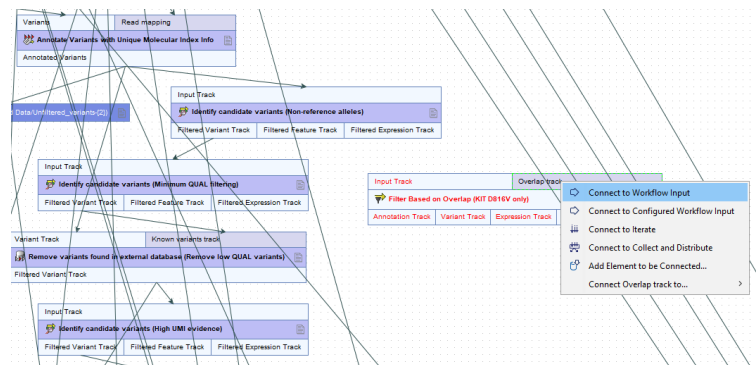 Variants Read mapping
Annotate Variants with Unique Molecular Index Info
Annotated Variants
Data/Unfiltered_variants-{2})
Input Track
Identify candidate variants (Non-reference alleles)
Filtered Variant Track Filtered Feature Track Filtered Expression Track
Input Track
Identify candidate variants (Minimum QUAL filtering)
Filtered Variant Track Filtered Feature Track Filtered Expression Track
Input Track Overlap track
Filter Based on Overlap (KIT D816V only)
Annotation Track Variant Track Expression Track
Connect to Workflow Input
Connect to Configured Workflow Input
Connect to Iterate
Connect to Collect and Distribute
Add Element to be Connected...
Connect Overlap track to... >
Variant Track Known variants track
Remove variants found in external database (Remove low QUAL variants)
Filtered Variant Track
Input Track
Identify candidate variants (High UMI evidence)
Filtered Variant Track Filtered Feature Track Filtered Expression Track